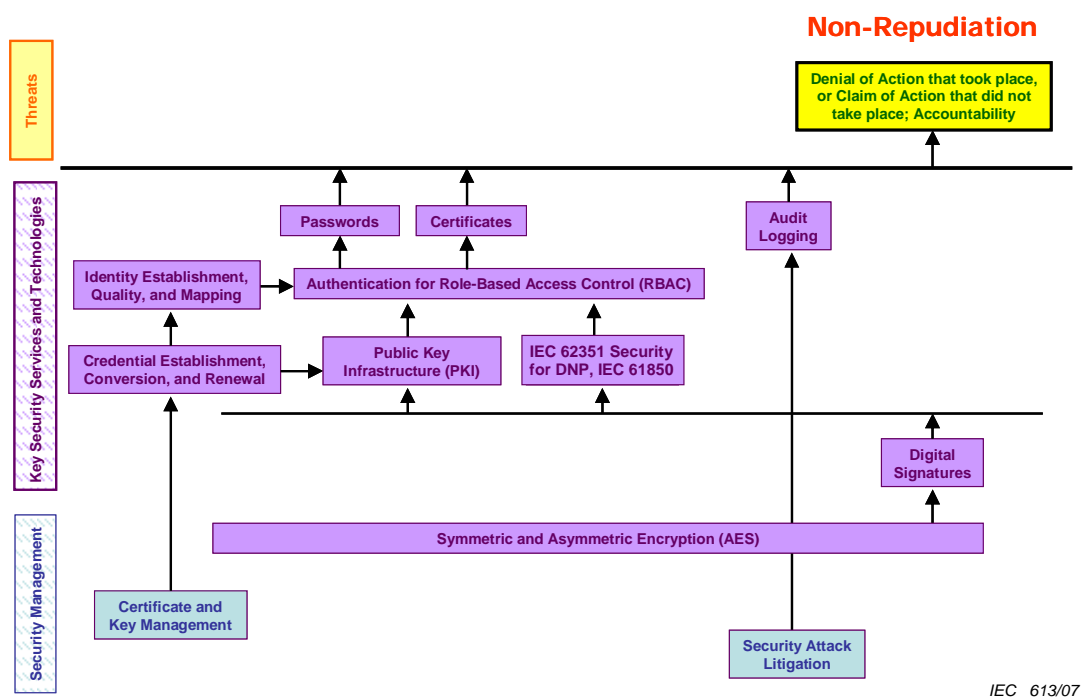 Non-Repudiation
Threats
Denial of Action that took place,
or Claim of Action that did not
take place; Accountability
Key Security Services and Technologies
Passwords
Certificates
Audit
Logging
Identity Establishment,
Quality, and Mapping
Authentication for Role-Based Access Control (RBAC)
Credential Establishment,
Conversion, and Renewal
Public Key
Infrastructure (PKI)
IEC 62351 Security
for DNP, IEC 61850
Digital
Signatures
Symmetric and Asymmetric Encryption (AES)
Security Management
Certificate and
Key Management
Security Attack
Litigation
IEC 613/07